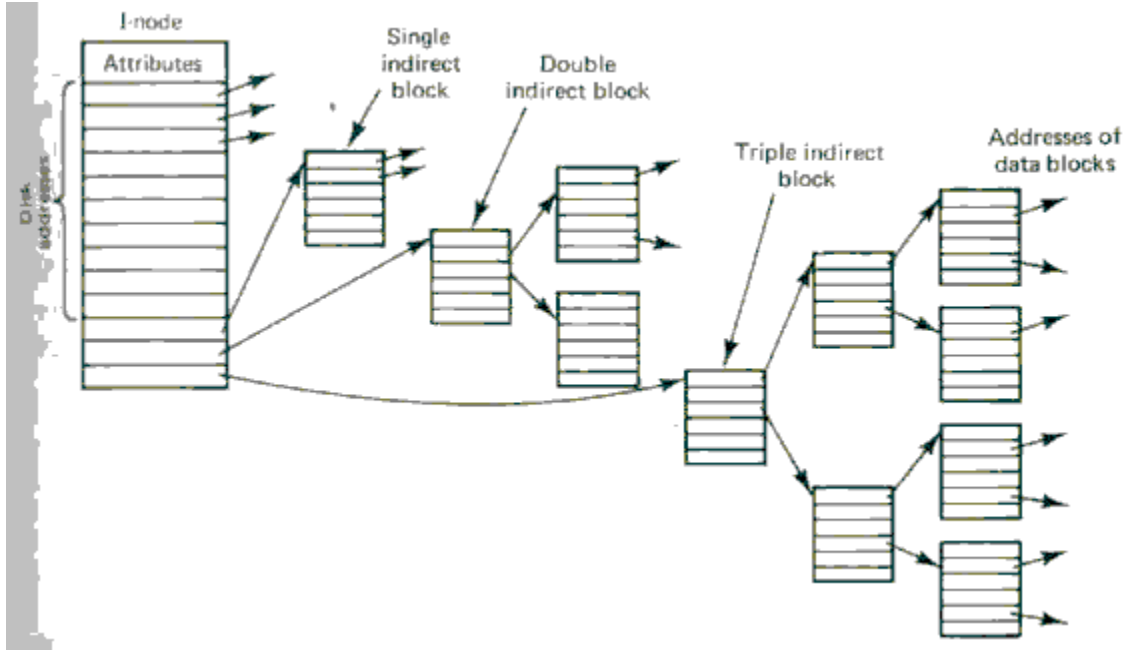 I-node
Attributes
Disk
addresses
Single
indirect
block
Double
indirect block
Triple indirect
block
Addresses of
data blocks